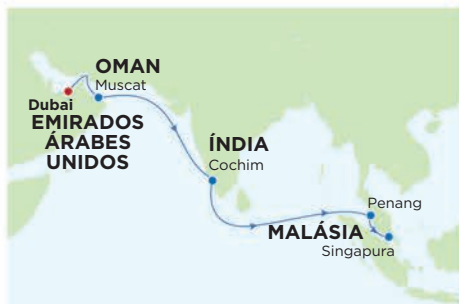 OMAN
Muscat
Dubai
EMIRADOS
ÁRABES
UNIDOS
ÍNDIA
Cochim
Penang
MALÁSIA
Singapura